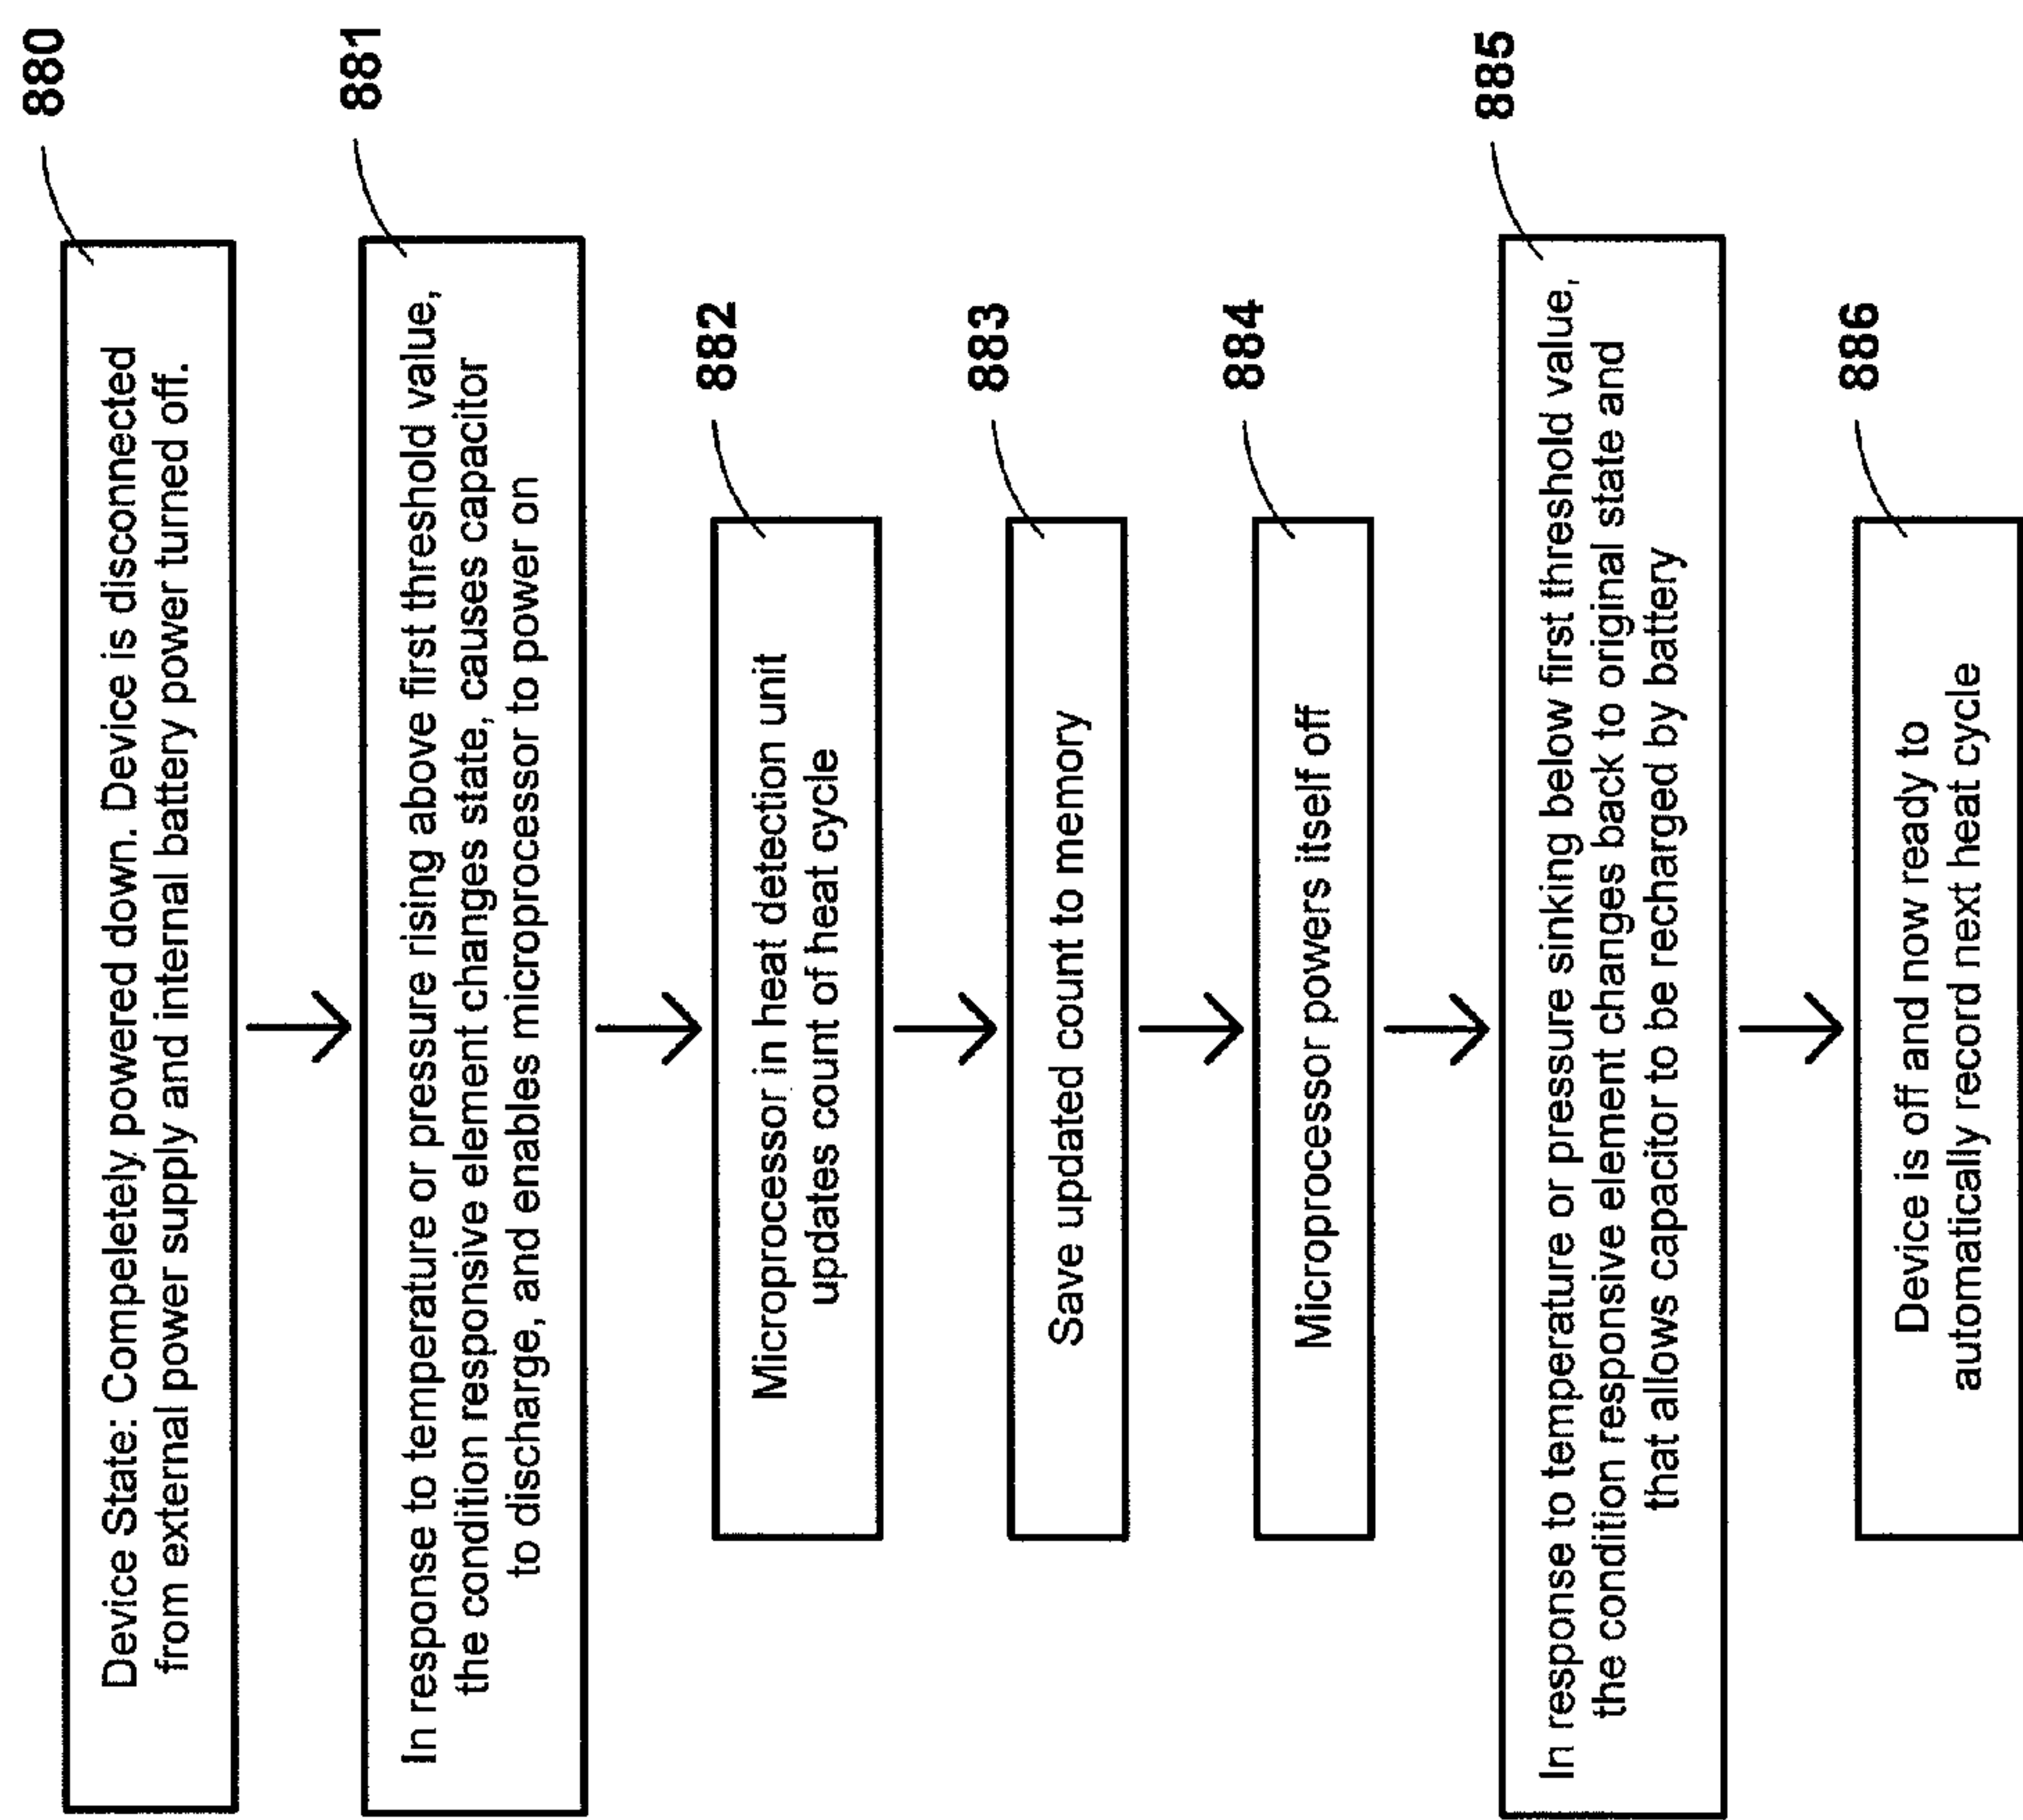 880
Device State: Compeletely powered down. Device is disconnected
from external power supply and internal battery power turned off.
881
In response to temperature or pressure rising above first threshold value,
the condition responsive element changes state, causes capacitor
to discharge, and enables microprocessor to power on
882
Microprocessor in heat detection unit
updates count of heat cycle
883
Save updated count to memory
884
Microprocessor powers itself off
885
In response to temperature or pressure sinking below first threshold value,
the condition responsive element changes back to original state and
that allows capacitor to be recharged by battery
886
Device is off and now ready to
automatically record next heat cycle